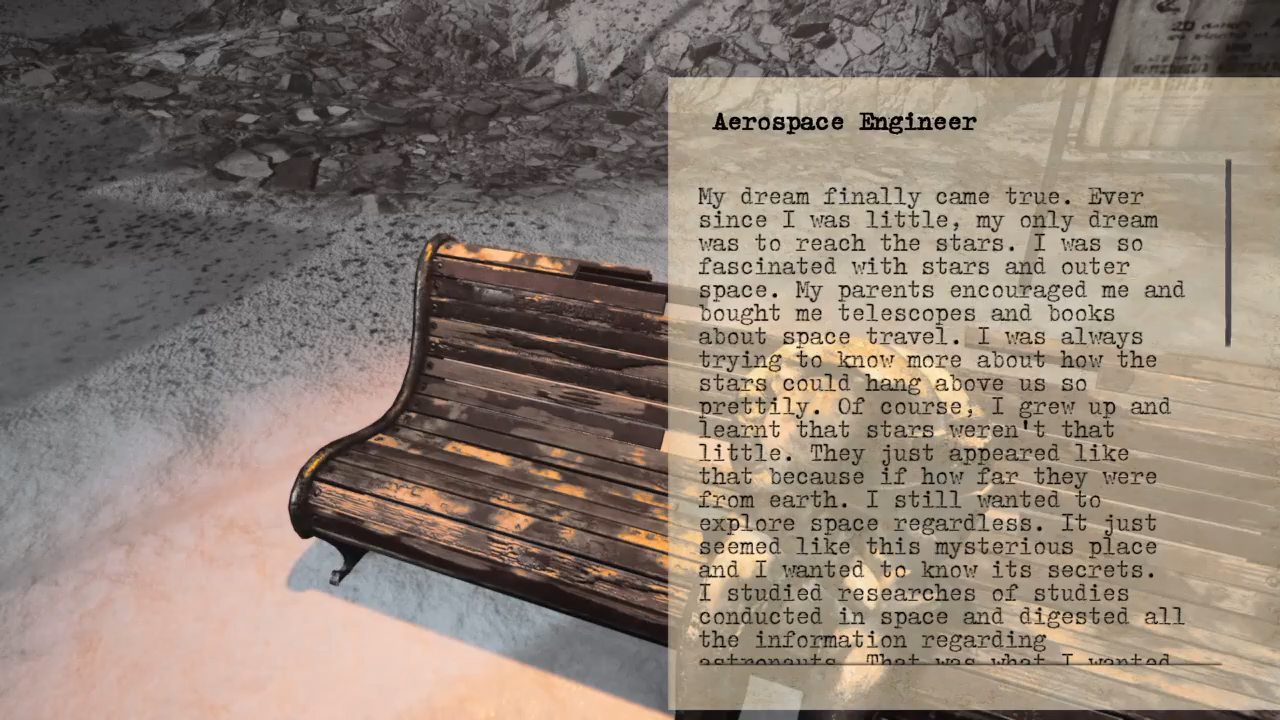 Aerospace Engineer
My dream finally came true. Ever
since I was little, my only dream
was to reach the stars. I was so
fascinated with stars and outer
space. My parents encouraged me and
bought me telescopes and books
about space travel. I was always
trying to know more about how the
stars could hang above us so
prettily. Of course, I grew up and
learnt that stars weren't that
little. They just appeared like
that because if how far they were
from earth. I still wanted to
explore space regardless. It just
seemed like this mysterious place
and I wanted to know its secrets.
I studied researches of studies
conducted in space and digested all
the information regarding
astronauts. That was what I wanted